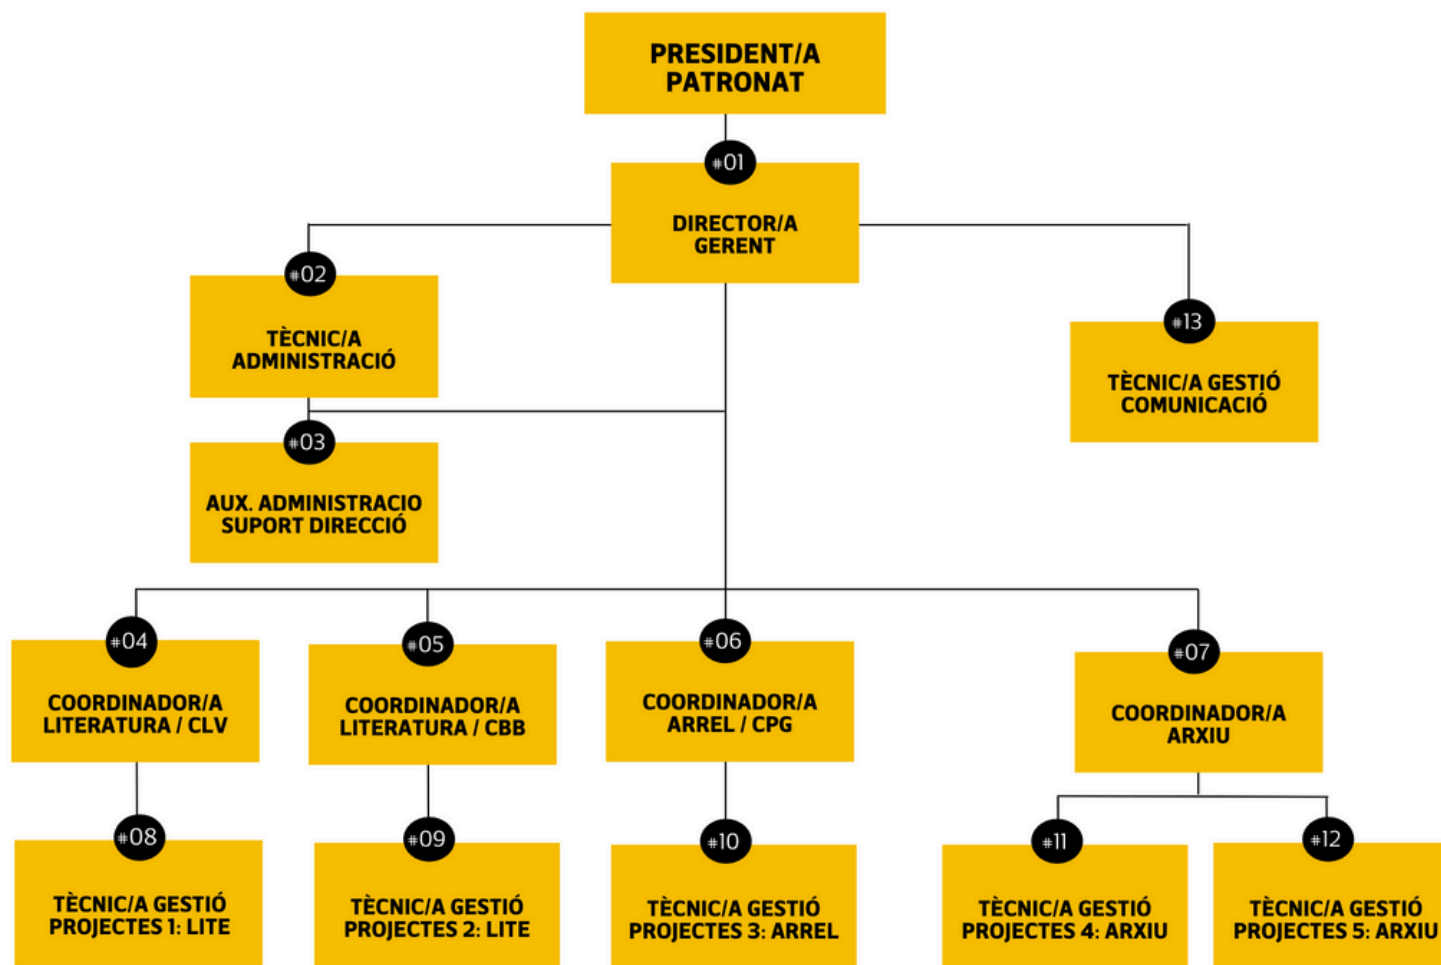 PRESIDENT/A
PATRONAT
#01
DIRECTOR/A
GERENT
#02
TÈCNIC/A
ADMINISTRACIÓ
#13
TÈCNIC/A GESTIÓ
COMUNICACIÓ
#03
AUX. ADMINISTRACIO
SUPORT DIRECCIÓ
#04
COORDINADOR/A
LITERATURA / CLV
#05
COORDINADOR/A
LITERATURA / CBB
#06
COORDINADOR/A
ARREL / CPG
#07
COORDINADOR/A
ARXIU
#08
TÈCNIC/A GESTIÓ
PROJECTES 1: LITE
#09
TÈCNIC/A GESTIÓ
PROJECTES 2: LITE
#10
TÈCNIC/A GESTIÓ
PROJECTES 3: ARREL
#11
TÈCNIC/A GESTIÓ
PROJECTES 4: ARXIU
#12
TÈCNIC/A GESTIÓ
PROJECTES 5: ARXIU